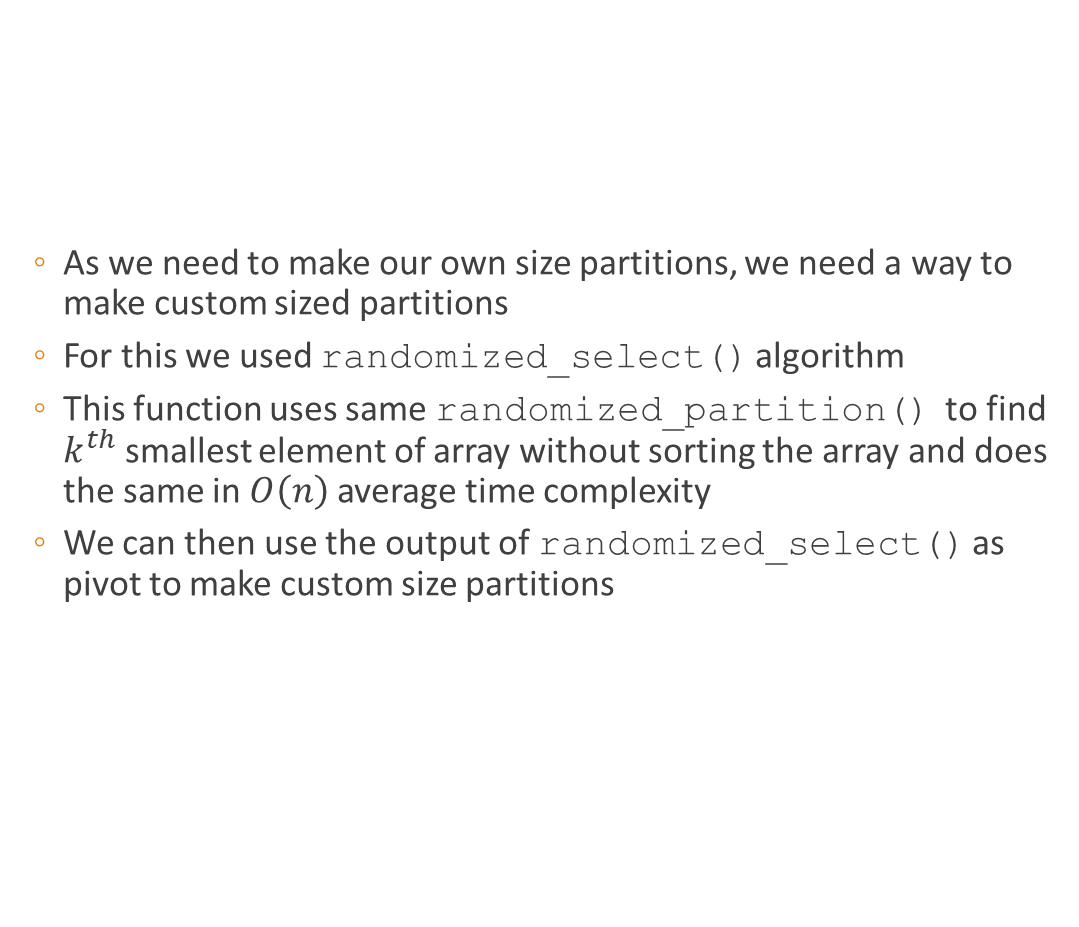 ◦ As we need to make our own size partitions, we need a way to
make custom sized partitions
◦ For this we used randomized_select() algorithm
◦ This function uses same randomized_partition() to find
k^th smallest element of array without sorting the array and does
the same in O(n) average time complexity
◦ We can then use the output of randomized_select() as
pivot to make custom size partitions